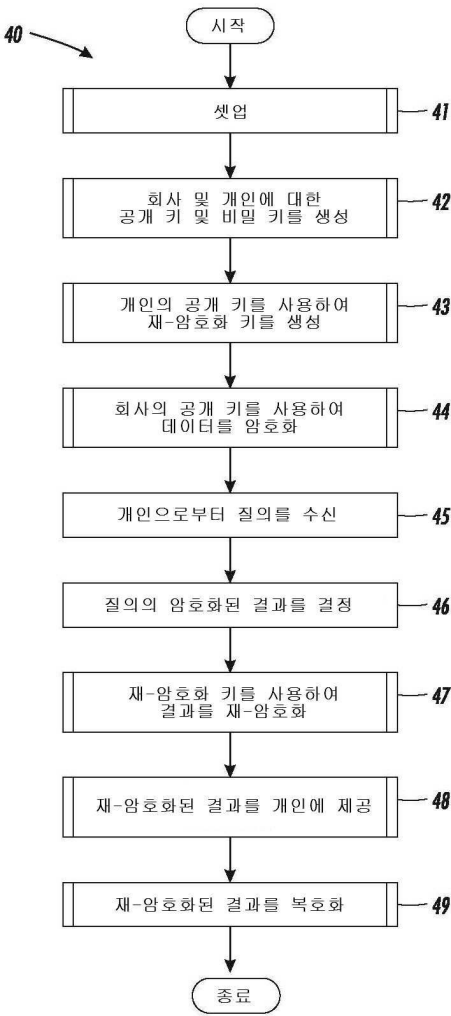 40
시작
셋업
41
회사 및 개인에 대한
공개 키 및 비밀 키를 생성
42
개인의 공개 키를 사용하여
재-암호화 키를 생성
43
회사의 공개 키를 사용하여
데이터를 암호화
44
개인으로부터 질의를 수신
45
질의의 암호화된 결과를 결정
46
재-암호화 키를 사용하여
결과를 재-암호화
47
재-암호화된 결과를 개인에 제공
48
재-암호화된 결과를 복호화
49
종료